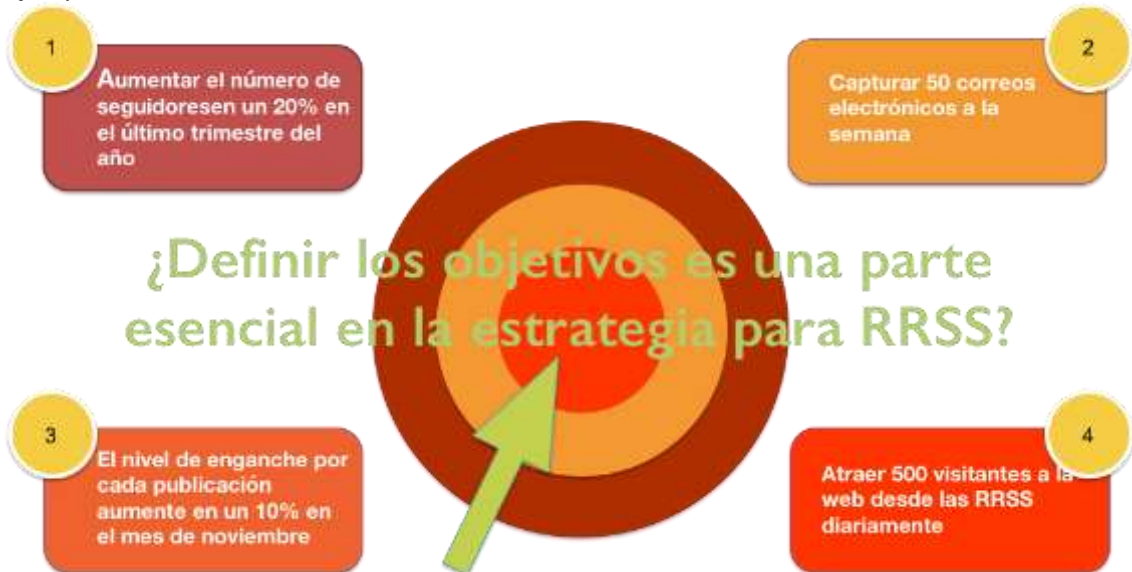 1
Aumentar el número de
seguidoresen un 20% en
el último trimestre del
año
2
Capturar 50 correos
electrónicos a la
semana
¿Definir los objetivos es una parte
esencial en la estrategia para RRSS?
3
El nivel de enganche por
cada publicación
aumente en un 10% en
el mes de noviembre
4
Atraer 500 visitantes a la
web desde las RRSS
diariamente